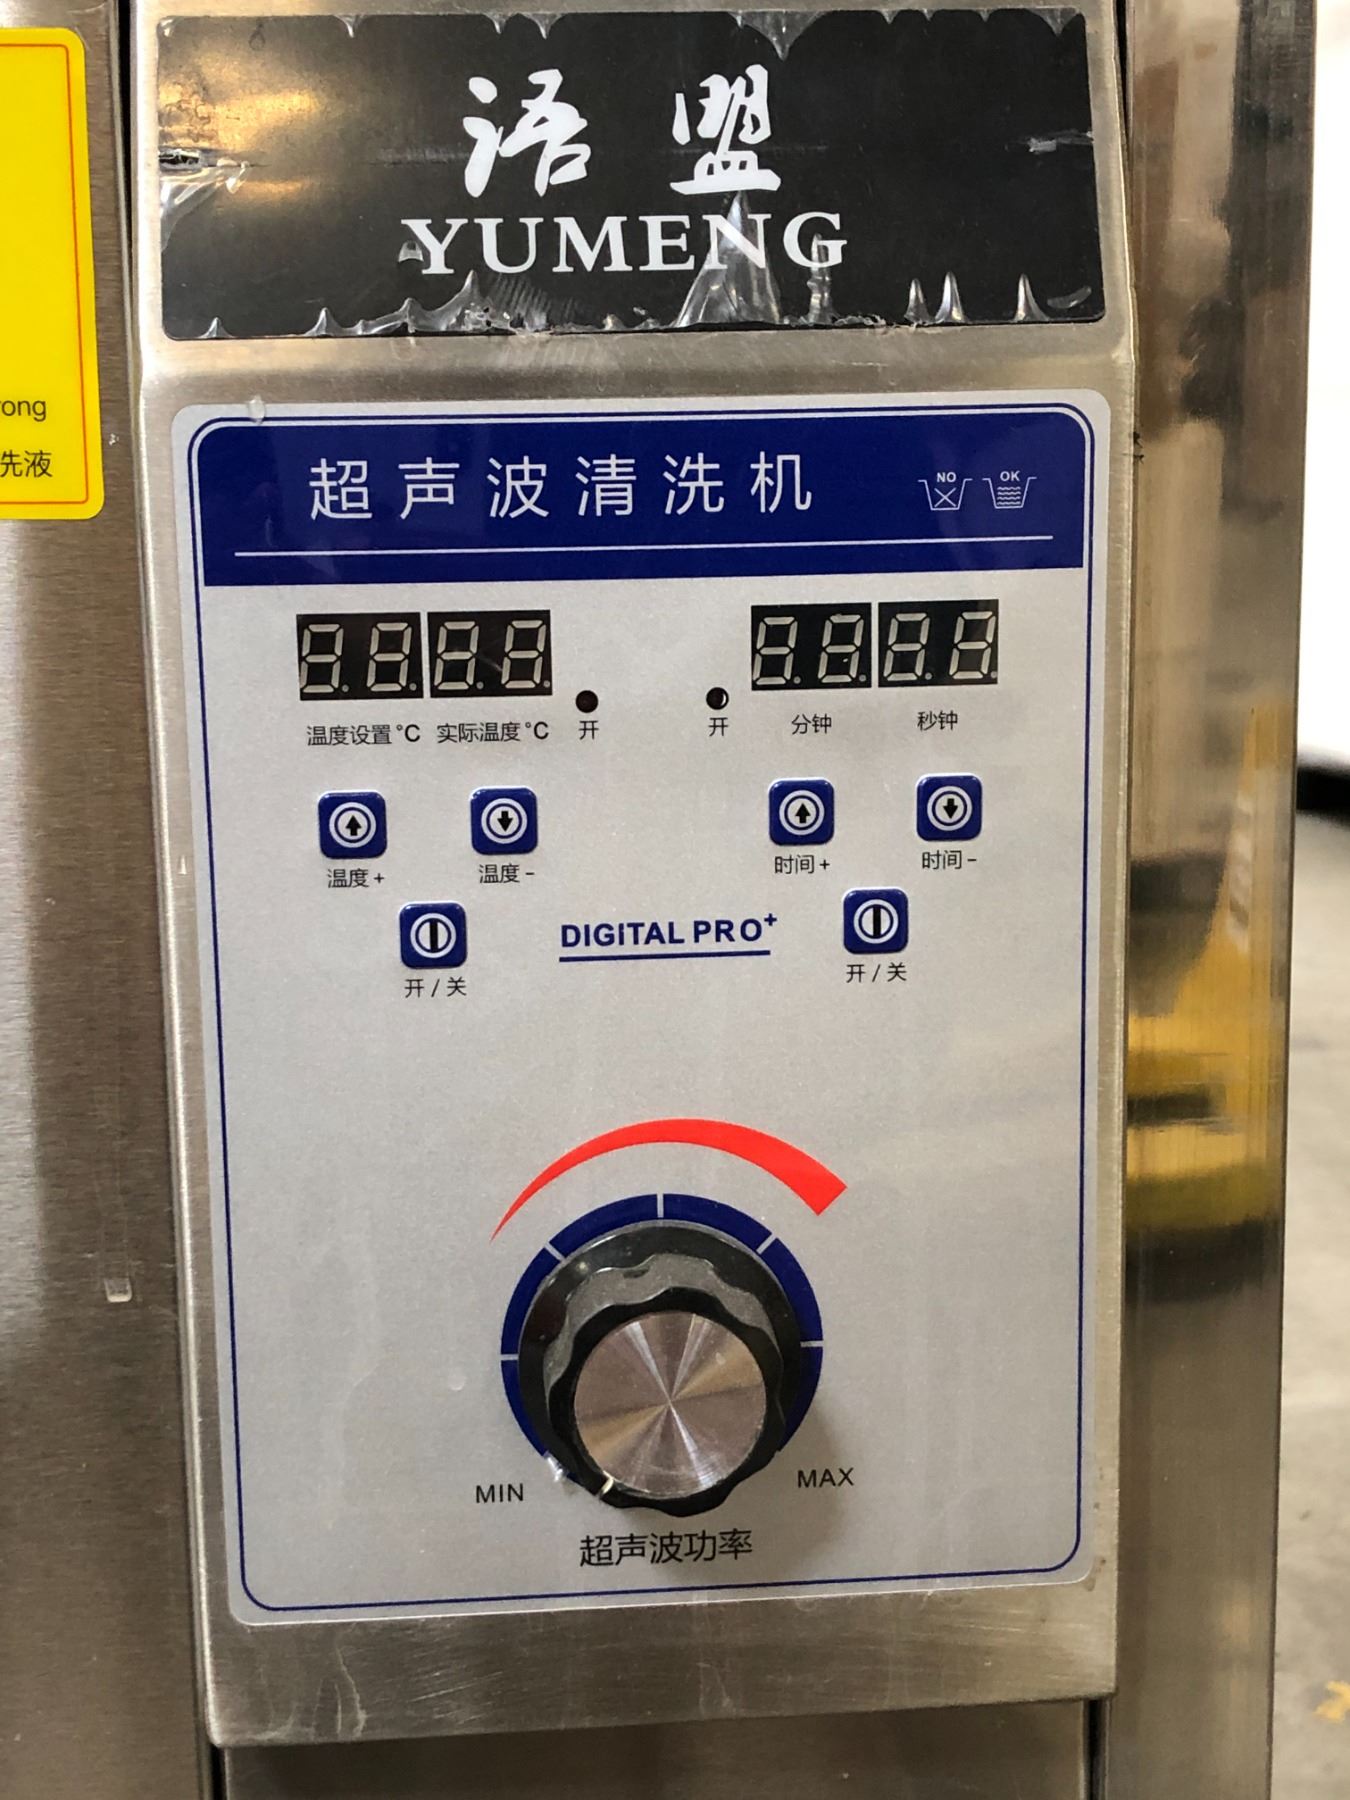 语盟
YUMENG
超声波清洗机
NO OK
温度设置℃ 实际温度℃ 开 开 分钟 秒钟
温度+ 温度- 时间+ 时间-
开/关 DIGITAL PRO+ 开/关
MIN MAX
超声波功率
洗液